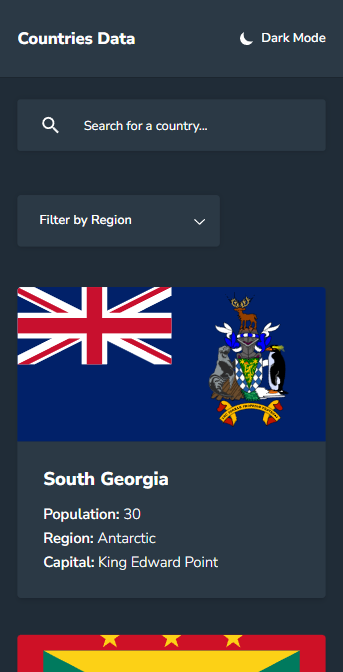 Countries Data
Dark Mode
Search for a country...
Filter by Region
South Georgia
Population: 30
Region: Antarctic
Capital: King Edward Point